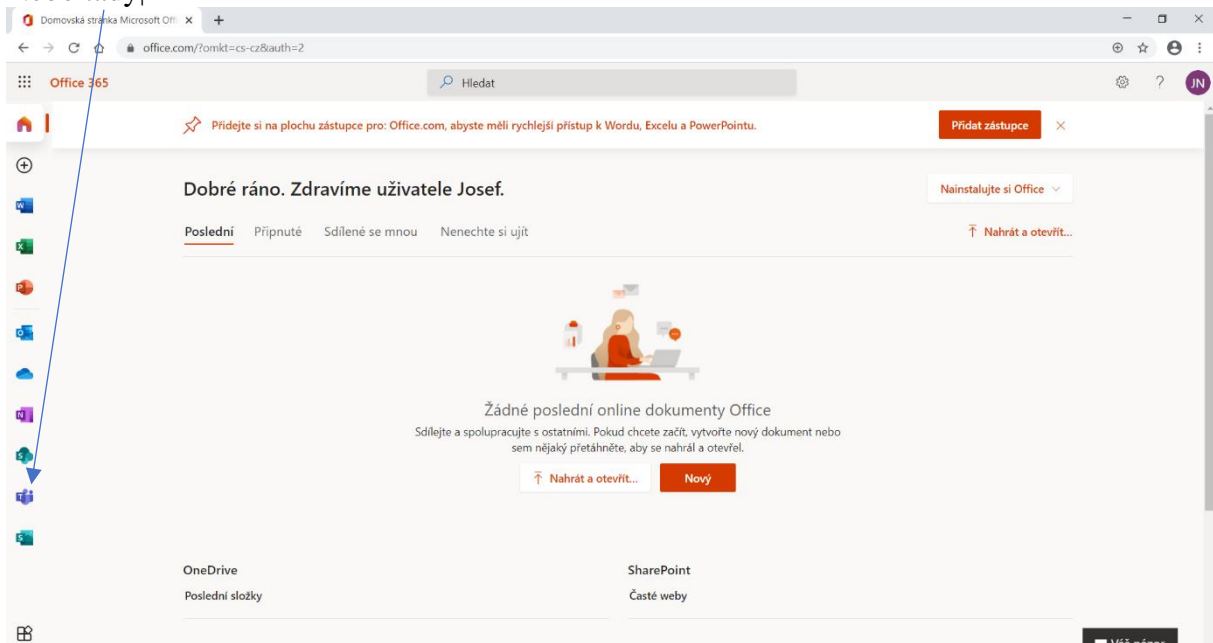 Domovská stránka Microsoft Offi
office.com/?omkt=cs-cz&auth=2
Office 365
Hledat
JN
Přidejte si na plochu zástupce pro: Office.com, abyste měli rychlejší přístup k Wordu, Excelu a PowerPointu.
Přidat zástupce
Dobré ráno. Zdravíme uživatele Josef.
Nainstalujte si Office
Poslední Připnuté Sdílené se mnou Nenechte si ujít
Nahrát a otevřít...
Žádné poslední online dokumenty Office
Sdílejte a spolupracujte s ostatními. Pokud chcete začít, vytvořte nový dokument nebo
sem nějaký přetáhněte, aby se nahrál a otevřel.
Nahrát a otevřít... Nový
OneDrive SharePoint
Poslední složky Časté weby